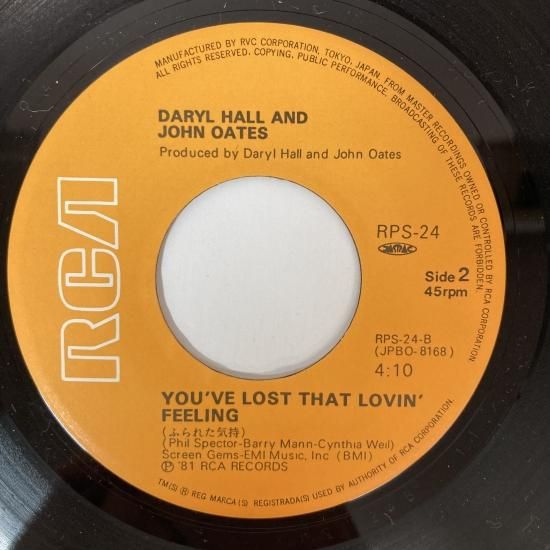 MANUFACTURED BY RVC CORPORATION, TOKYO, JAPAN. FROM MASTER RECORDINGS OWNED OR CONTROLLED BY RCA CORPORATION.
ALL RIGHTS RESERVED. COPYING, PUBLIC PERFORMANCE, BROADCASTING OF THESE RECORDS ARE FORBIDDEN.
DARYL HALL AND
JOHN OATES
Produced by Daryl Hall and John Oates
RCA
RPS-24
JASRAC
Side 2
45rpm
RPS-24-B
(JPBO-8168)
4:10
YOU'VE LOST THAT LOVIN'
FEELING
(ふられた気持)
(Phil Spector-Barry Mann-Cynthia Weil)
Screen Gems-EMI Music, Inc (BMI)
Ⓟ '81 RCA RECORDS
TM(S) ® REG MARCA(S) REGISTRADA(S) USED BY AUTHORITY OF RCA CORPORATION.